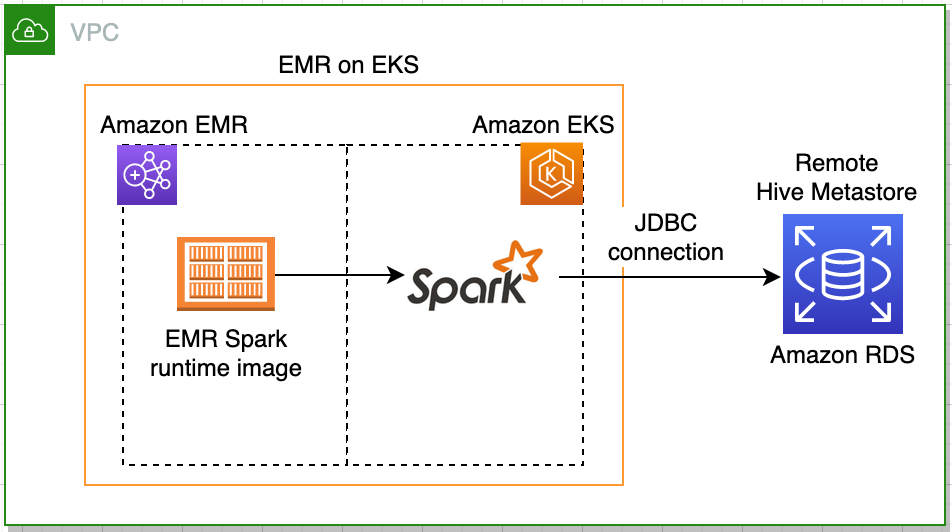 VPC
EMR on EKS
Amazon EMR
Amazon EKS
K
Remote
Hive Metastore
JDBC
connection
Spark
EMR Spark
runtime image
Amazon RDS